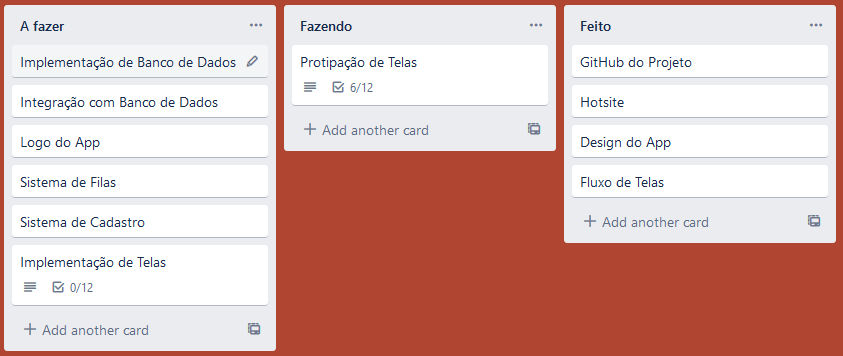 A fazer
Implementação de Banco de Dados
Integração com Banco de Dados
Logo do App
Sistema de Filas
Sistema de Cadastro
Implementação de Telas
0/12
Add another card
Fazendo
Protipação de Telas
6/12
Add another card
Feito
GitHub do Projeto
Hotsite
Design do App
Fluxo de Telas
Add another card